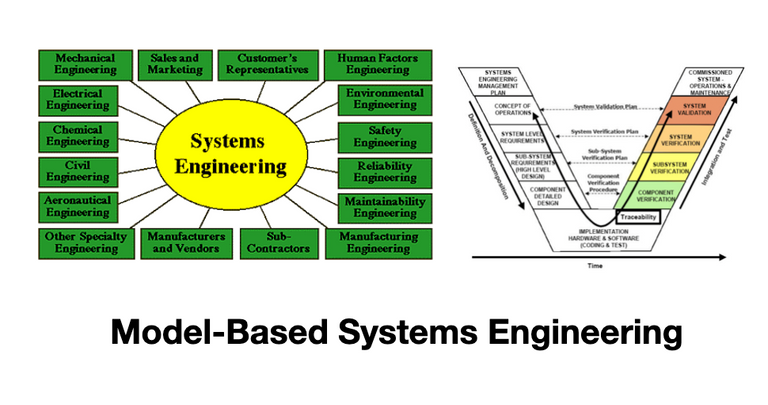 Mechanical
Engineering
Sales and
Marketing
Customer's
Representatives
Human Factors
Engineering
Electrical
Engineering
Environmental
Engineering
Chemical
Engineering
Safety
Engineering
Systems
Engineering
Civil
Engineering
Reliability
Engineering
Aeronautical
Engineering
Maintainability
Engineering
Other Specialty
Engineering
Manufacturers
and Vendors
Sub-
Contractors
Manufacturing
Engineering
SYSTEMS
ENGINEERING
MANAGEMENT
PLAN
CONCEPT OF
OPERATIONS
SYSTEM LEVEL
REQUIREMENTS
SUB-SYSTEM
REQUIREMENTS
(HIGH LEVEL
DESIGN)
COMPONENT
DETAILED
DESIGN
Definition And Decomposition
System Validation Plan
System Verification Plan
Sub-System
Verification Plan
Component
Verification
Procedure
COMMISSIONED
SYSTEM -
OPERATIONS &
MAINTENANCE
SYSTEM
VALIDATION
SYSTEM
VERIFICATION
SUBSYSTEM
VERIFICATION
COMPONENT
VERIFICATION
Integration and Test
Traceability
IMPLEMENTATION
HARDWARE & SOFTWARE
(CODING & TEST)
Time
Model-Based Systems Engineering